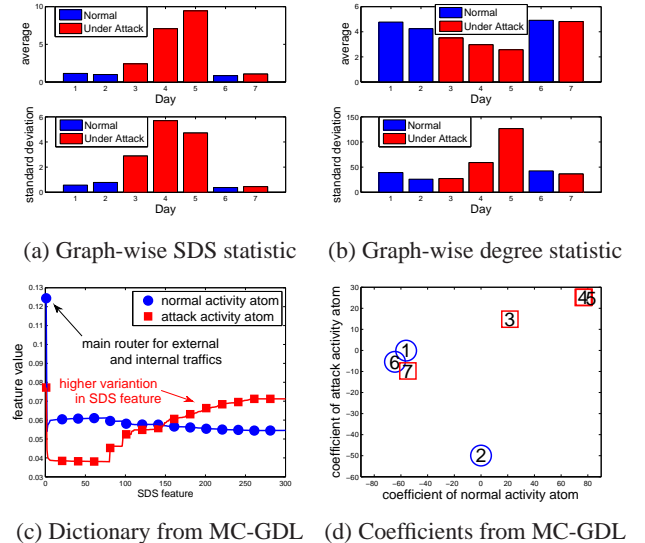 10
5
0
average
Normal
Under Attack
1 2 3 4 5 6 7
Day
6
4
2
0
average
Normal
Under Attack
1 2 3 4 5 6 7
Day
6
4
2
0
standard deviation
Normal
Under Attack
1 2 3 4 5 6 7
Day
150
100
50
0
standard deviation
Normal
Under Attack
1 2 3 4 5 6 7
Day
(a) Graph-wise SDS statistic
(b) Graph-wise degree statistic
0.13
0.12
0.11
0.10
0.09
0.08
0.07
0.06
0.05
0.04
0.03
feature value
normal activity atom
attack activity atom
main router for external
and internal traffics
higher variantion
in SDS feature
0 50 100 150 200 250 300
SDS feature
30
20
10
0
-10
-20
-30
-40
-50
-60
coefficient of attack activity atom
4 5
3
1
6
7
2
-80 -60 -40 -20 0 20 40 60 80
coefficient of normal activity atom
(c) Dictionary from MC-GDL
(d) Coefficients from MC-GDL